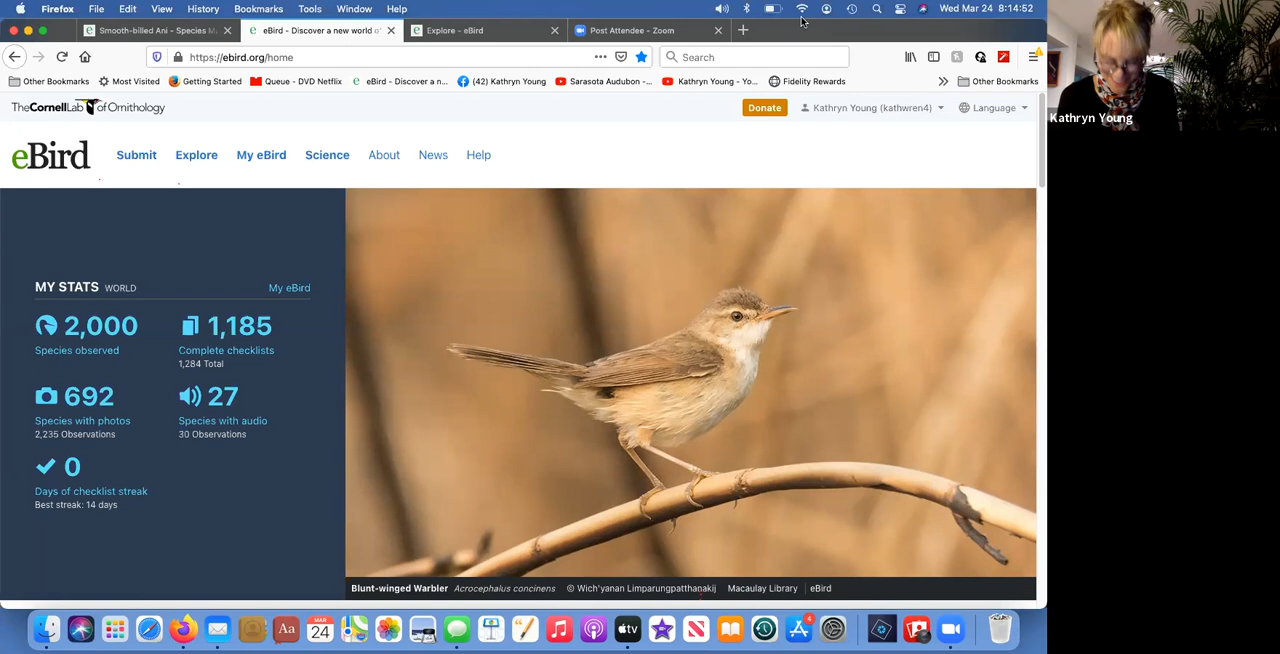 Firefox File Edit View History Bookmarks Tools Window Help Wed Mar 24 8:14:52
Smooth-billed Ani - Species M eBird - Discover a new world o Explore - eBird Post Attendee - Zoom
https://ebird.org/home Search
Other Bookmarks Most Visited Getting Started Queue - DVD Netflix eBird - Discover a n... (42) Kathryn Young Sarasota Audubon -... Kathryn Young - Yo... Fidelity Rewards Other Bookmarks
TheCornellLab of Ornithology Donate Kathryn Young (kathwren4) Language
eBird Submit Explore My eBird Science About News Help
MY STATS WORLD My eBird
2,000 1,185
Species observed Complete checklists
1,284 Total
692 27
Species with photos Species with audio
2,235 Observations 30 Observations
0
Days of checklist streak
Best streak: 14 days
Blunt-winged Warbler Acrocephalus concinens © Wich'yanan Limparungpatthanakij Macaulay Library eBird
Kathryn Young
Aa MAR 24 tv 4